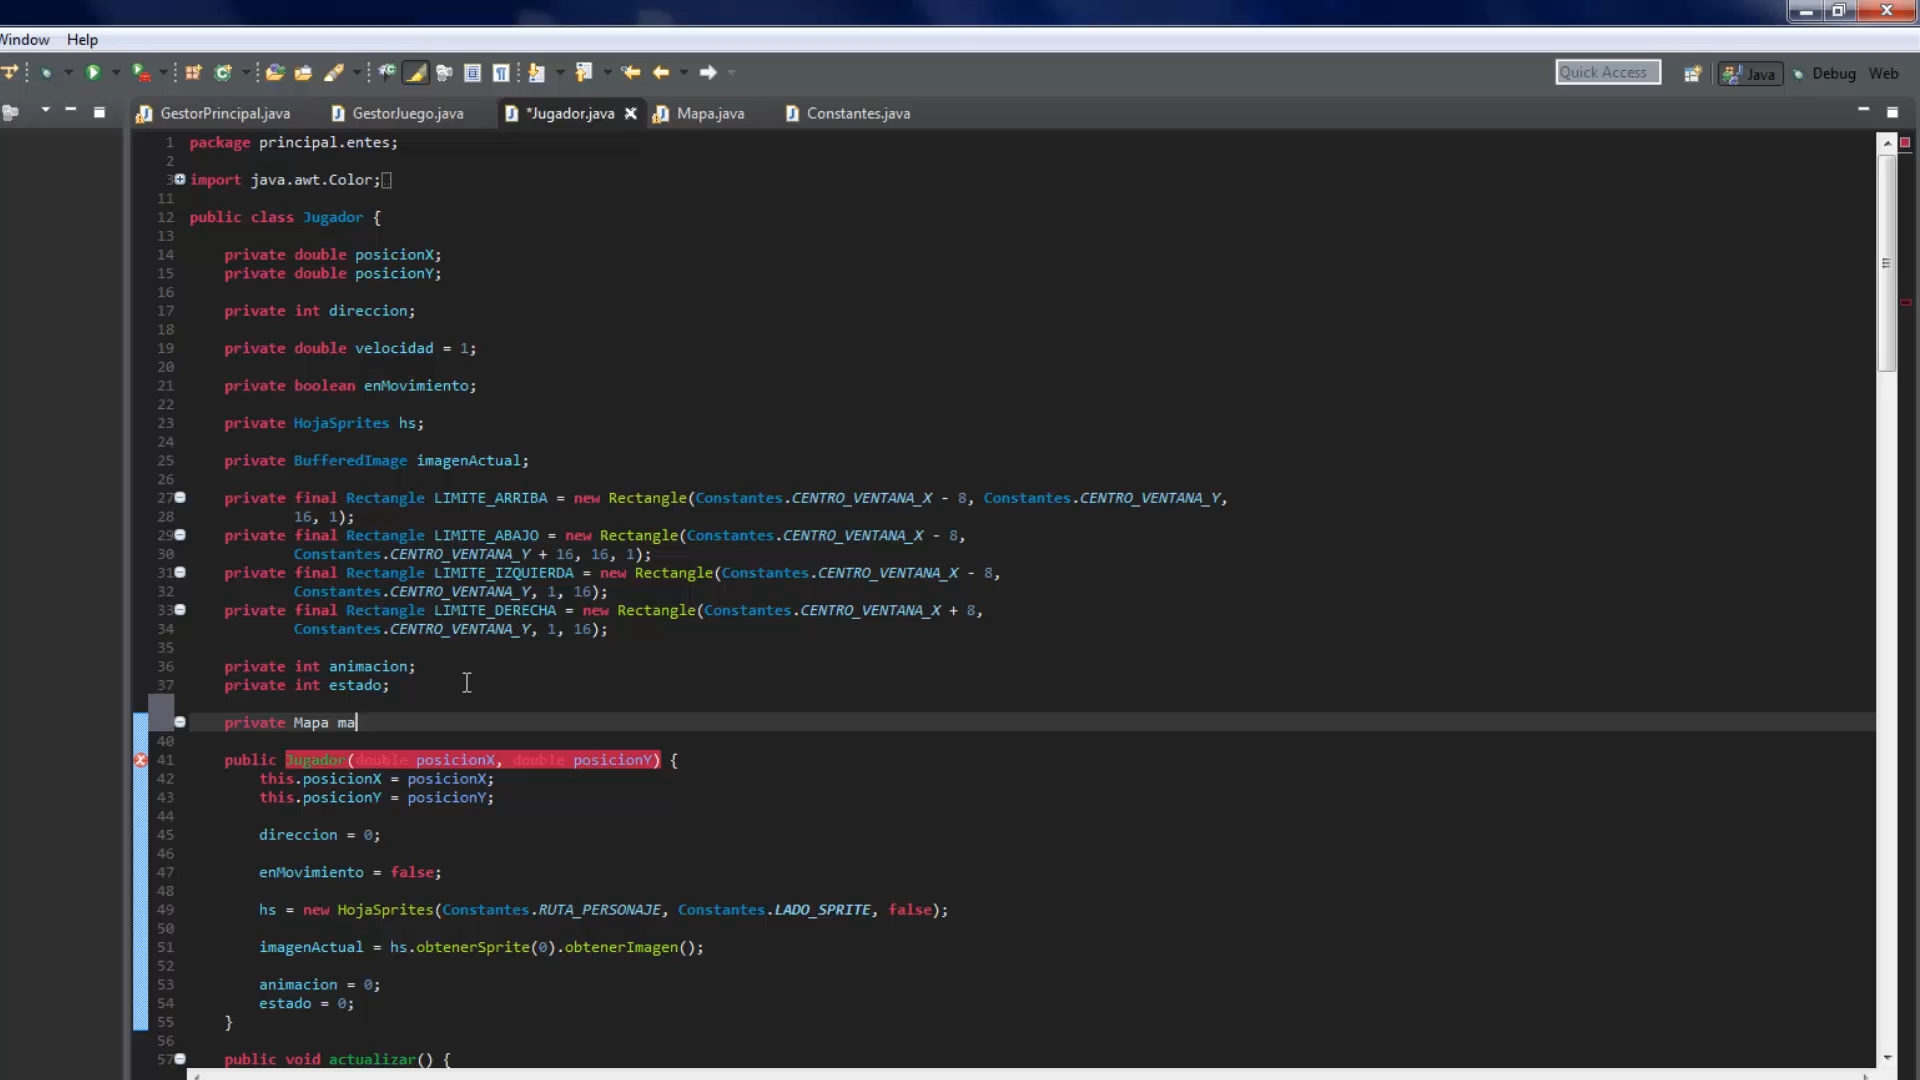 Window Help
Quick Access Java Debug Web
GestorPrincipal.java GestorJuego.java *Jugador.java Mapa.java Constantes.java
1 package principal.entes;
2
3 import java.awt.Color;
11
12 public class Jugador {
13
14 private double posicionX;
15 private double posicionY;
16
17 private int direccion;
18
19 private double velocidad = 1;
20
21 private boolean enMovimiento;
22
23 private HojaSprites hs;
24
25 private BufferedImage imagenActual;
26
27 private final Rectangle LIMITE_ARRIBA = new Rectangle(Constantes.CENTRO_VENTANA_X - 8, Constantes.CENTRO_VENTANA_Y,
28 16, 1);
29 private final Rectangle LIMITE_ABAJO = new Rectangle(Constantes.CENTRO_VENTANA_X - 8,
30 Constantes.CENTRO_VENTANA_Y + 16, 16, 1);
31 private final Rectangle LIMITE_IZQUIERDA = new Rectangle(Constantes.CENTRO_VENTANA_X - 8,
32 Constantes.CENTRO_VENTANA_Y, 1, 16);
33 private final Rectangle LIMITE_DERECHA = new Rectangle(Constantes.CENTRO_VENTANA_X + 8,
34 Constantes.CENTRO_VENTANA_Y, 1, 16);
35
36 private int animacion;
37 private int estado;
private Mapa ma
40
41 public Jugador(double posicionX, double posicionY) {
42 this.posicionX = posicionX;
43 this.posicionY = posicionY;
44
45 direccion = 0;
46
47 enMovimiento = false;
48
49 hs = new HojaSprites(Constantes.RUTA_PERSONAJE, Constantes.LADO_SPRITE, false);
50
51 imagenActual = hs.obtenerSprite(0).obtenerImagen();
52
53 animacion = 0;
54 estado = 0;
55 }
56
57 public void actualizar() {